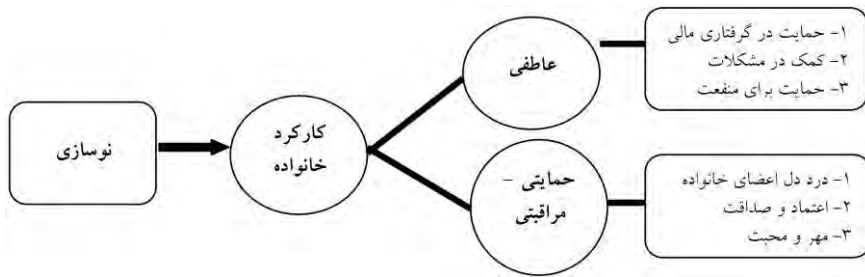 نوسازی
کارکرد
خانواده
عاطفی
۱- حمایت در گرفتاری مالی
۲- کمک در مشکلات
۳- حمایت برای منفعت
حمایتی –
مراقبتی
۱- درد دل اعضای خانواده
۲- اعتماد و صداقت
۳- مهر و محبت